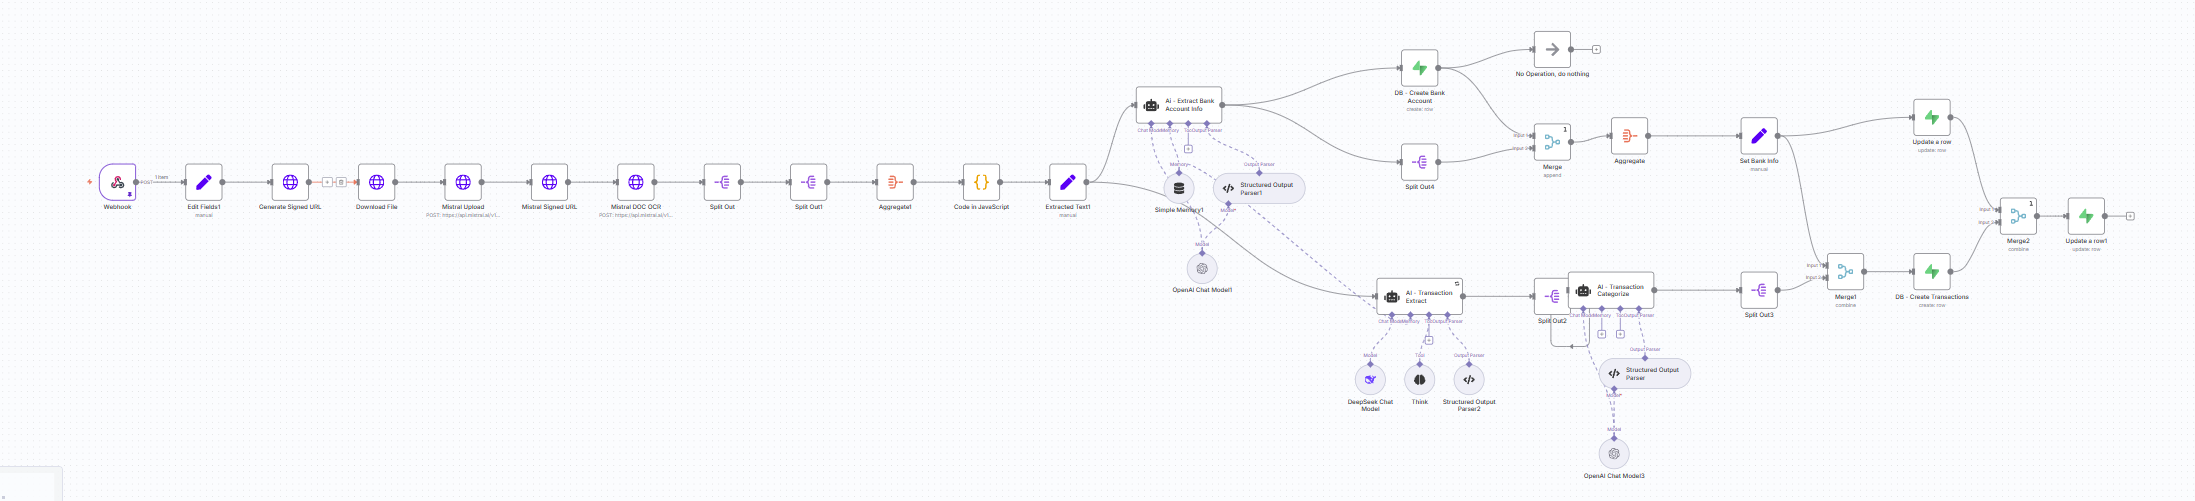 Webhook
POST
1 item
Edit Fields1
manual
Generate Signed URL
Download File
Mistral Upload
POST: https://api.mistral.ai/v1...
Mistral Signed URL
Mistral DOC OCR
POST: https://api.mistral.ai/v1...
Split Out
Split Out1
Aggregate1
Code in JavaScript
Extracted Text1
manual
AI - Extract Bank
Account Info
Chat Model
Memory
Tool
Output Parser
Memory
Simple Memory1
Output Parser
Structured Output
Parser1
Model*
Model
OpenAI Chat Model1
DB - Create Bank
Account
create: row
Split Out4
No Operation, do nothing
Input 1
Input 2
1
Merge
append
Aggregate
Set Bank Info
manual
AI - Transaction
Extract
Chat Model
Memory
Tool
Output Parser
Model
DeepSeek Chat
Model
Tool
Think
Output Parser
Structured Output
Parser2
Split Out2
AI - Transaction
Categorize
Chat Model
Memory
Tool
Output Parser
Output Parser
Structured Output
Parser
Model*
Model
OpenAI Chat Model3
Split Out3
Input 1
Input 2
Merge1
combine
Update a row
update: row
DB - Create Transactions
create: row
Input 1
Input 2
1
Merge2
combine
Update a row1
update: row